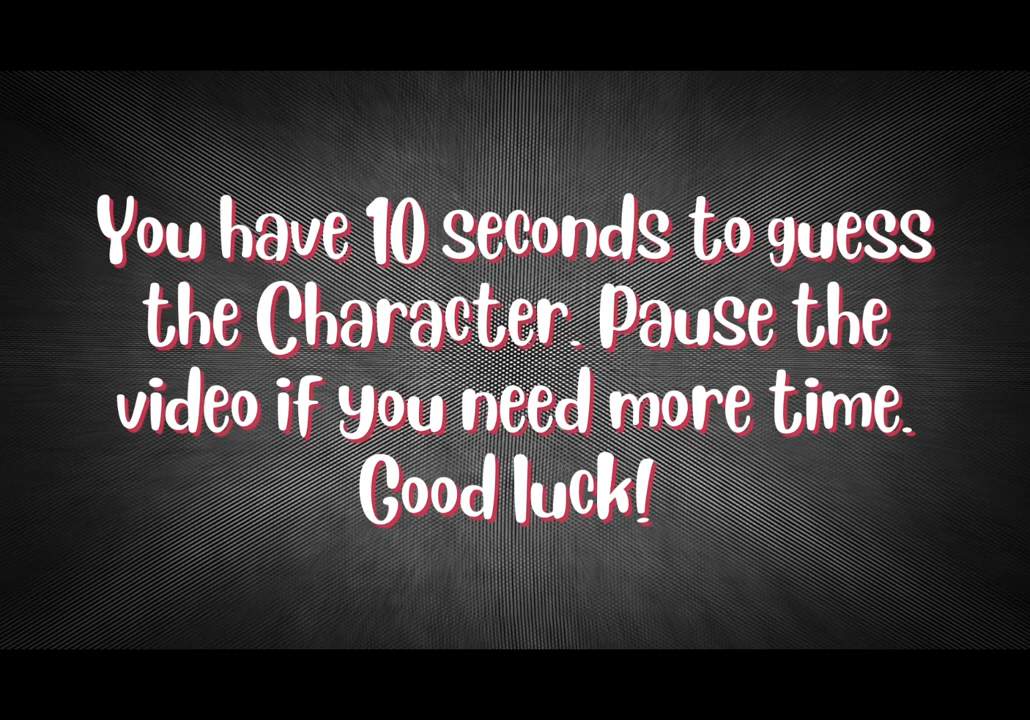 You have 10 seconds to guess
the Character. Pause the
video if you need more time.
Good luck!